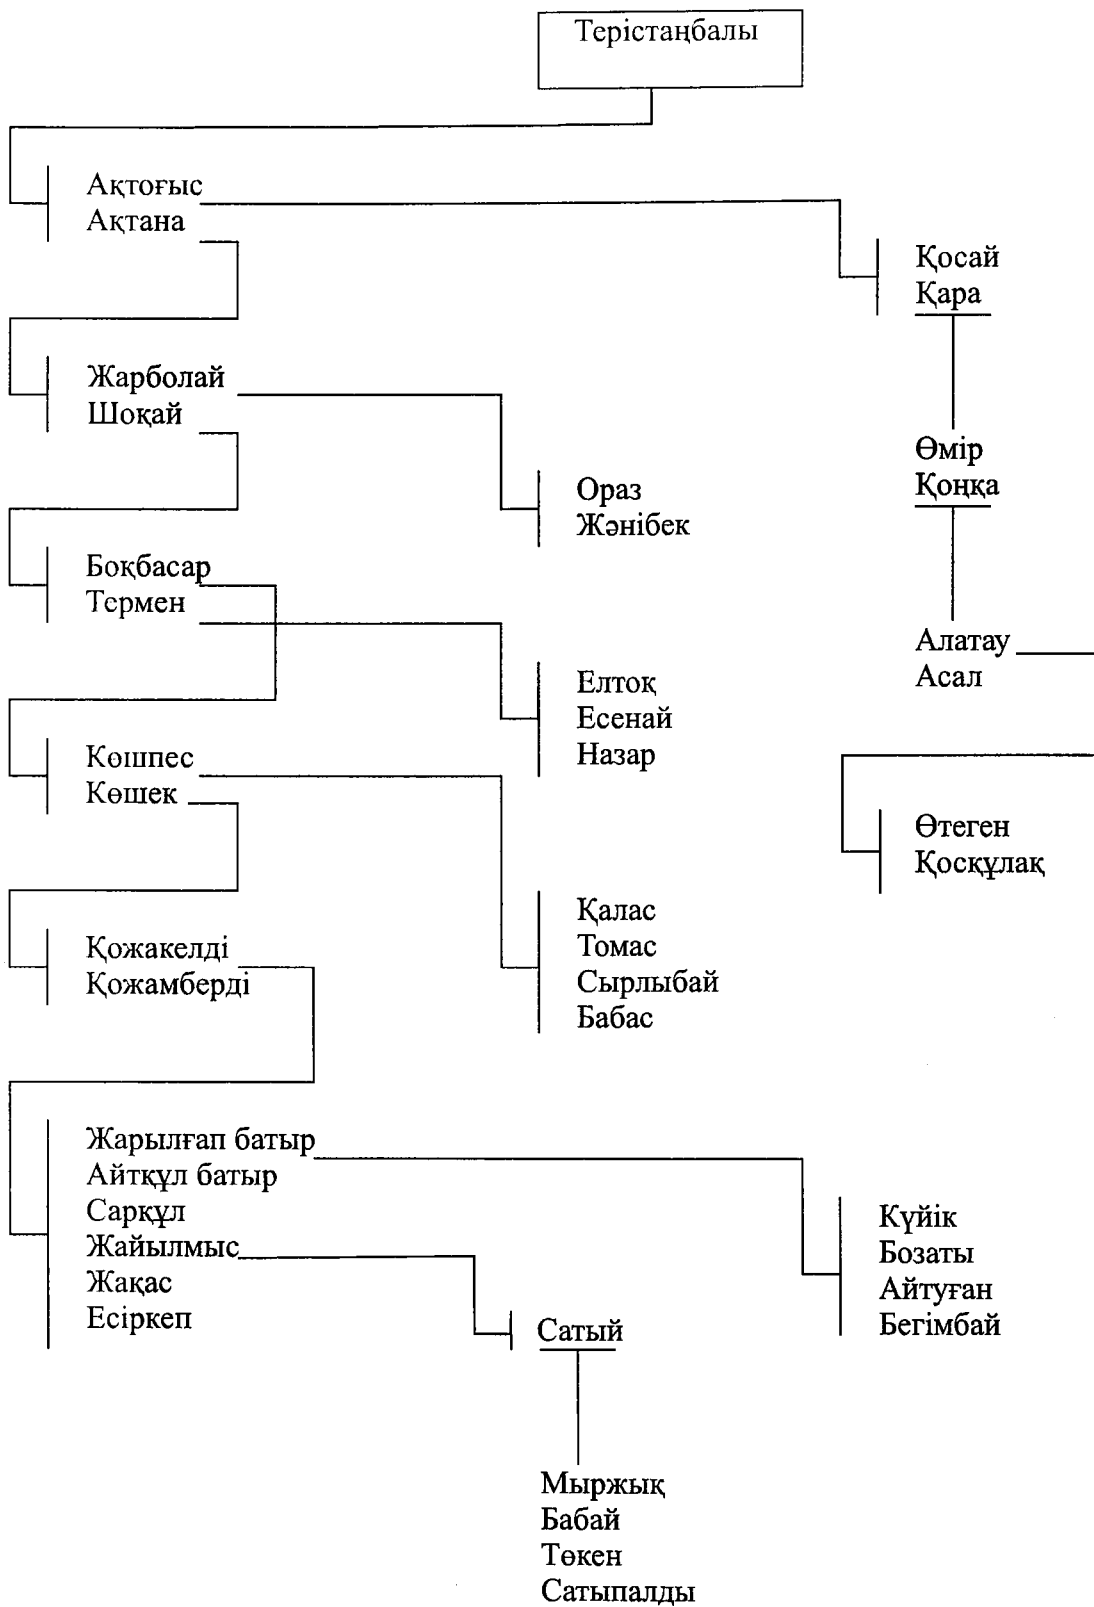 Терістаңбалы
Ақтоғыс
Ақтана
Қосай
Қара
Жарболай
Шоқай
Өмір
Қоңқа
Ораз
Жәнібек
Боқбасар
Термен
Алатау
Асал
Елтоқ
Есенай
Назар
Көшпес
Көшек
Өтеген
Қосқұлақ
Қалас
Томас
Сырлыбай
Бабас
Қожакелді
Қожамберді
Жарылғап батыр
Айтқұл батыр
Сарқұл
Жайылмыс
Жақас
Есіркеп
Күйік
Бозаты
Айтуған
Бегімбай
Сатый
Мыржық
Бабай
Төкен
Сатыпалды